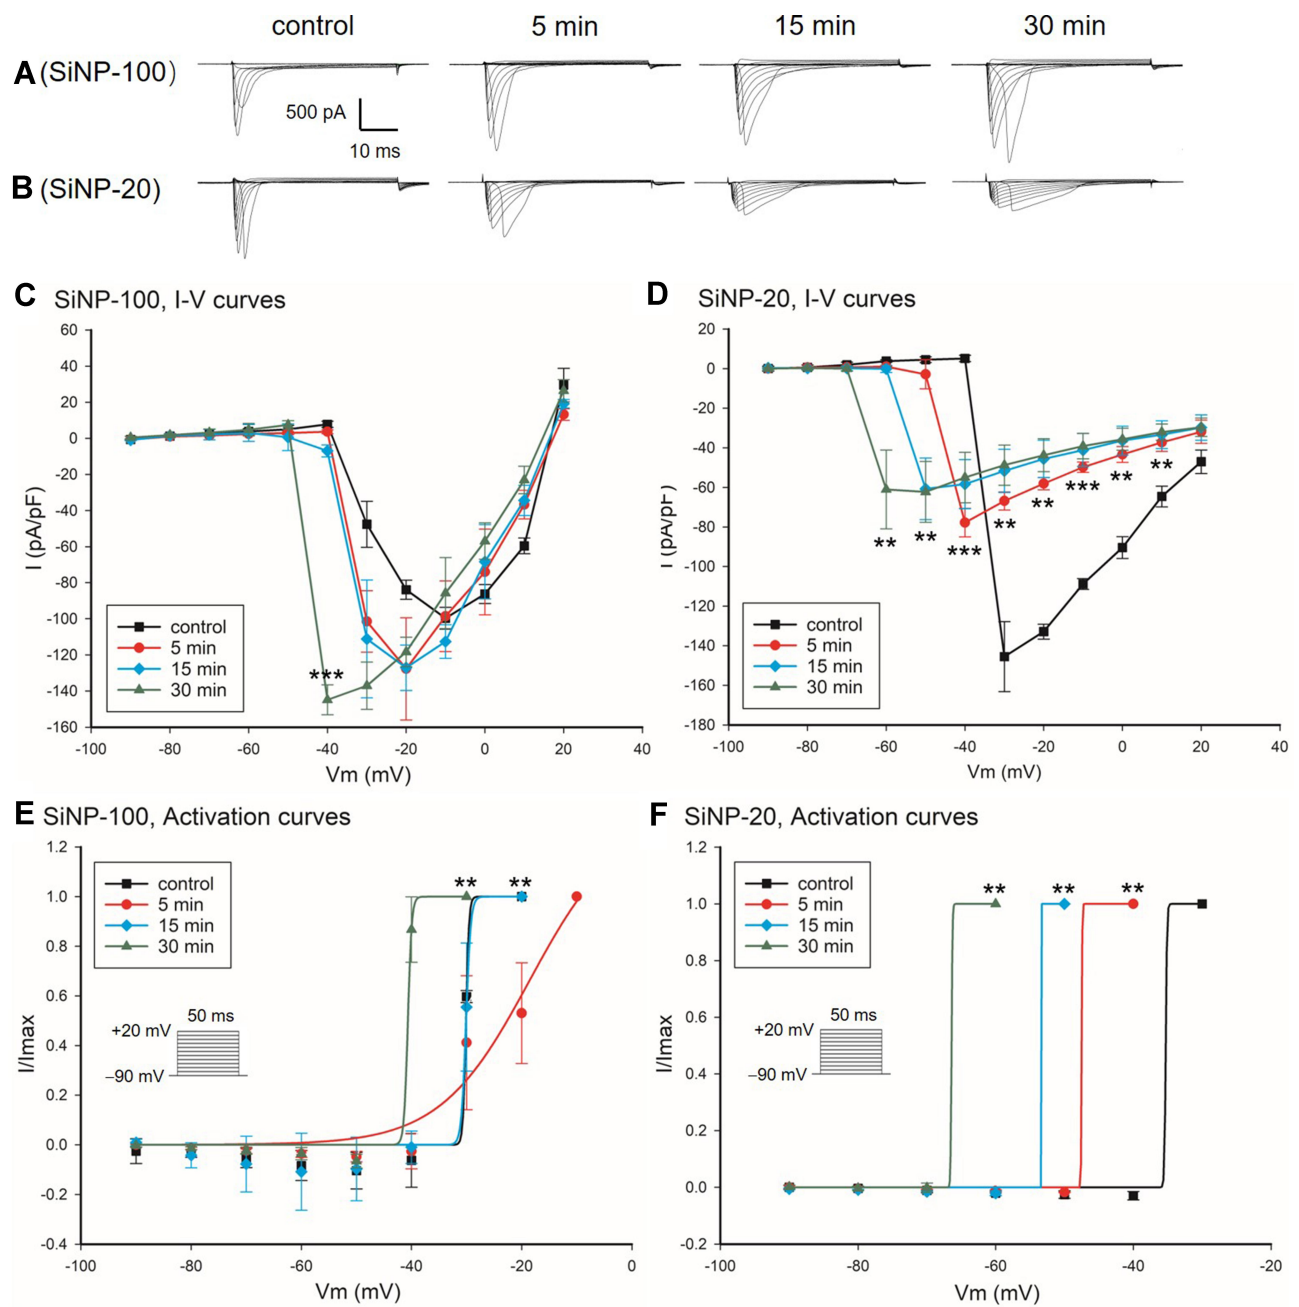 control 5 min 15 min 30 min
A (SiNP-100)
500 pA
10 ms
B (SiNP-20)
C SiNP-100, I-V curves
60
40
20
0
-20
-40
-60
-80
-100
-120
-140
-160
I (pA/pF)
control
5 min
15 min
30 min
***
-100 -80 -60 -40 -20 0 20 40
Vm (mV)
D SiNP-20, I-V curves
20
0
-20
-40
-60
-80
-100
-120
-140
-160
-180
I (pA/pF)
** ** *** ** ** *** ** **
control
5 min
15 min
30 min
-100 -80 -60 -40 -20 0 20 40
Vm (mV)
E SiNP-100, Activation curves
1.2
1.0
0.8
0.6
0.4
0.2
0.0
-0.2
-0.4
I/Imax
control
5 min
15 min
30 min
** **
50 ms
+20 mV
–90 mV
-100 -80 -60 -40 -20 0
Vm (mV)
F SiNP-20, Activation curves
1.2
1.0
0.8
0.6
0.4
0.2
0.0
-0.2
I/Imax
control
5 min
15 min
30 min
** ** **
50 ms
+20 mV
–90 mV
-100 -80 -60 -40 -20
Vm (mV)